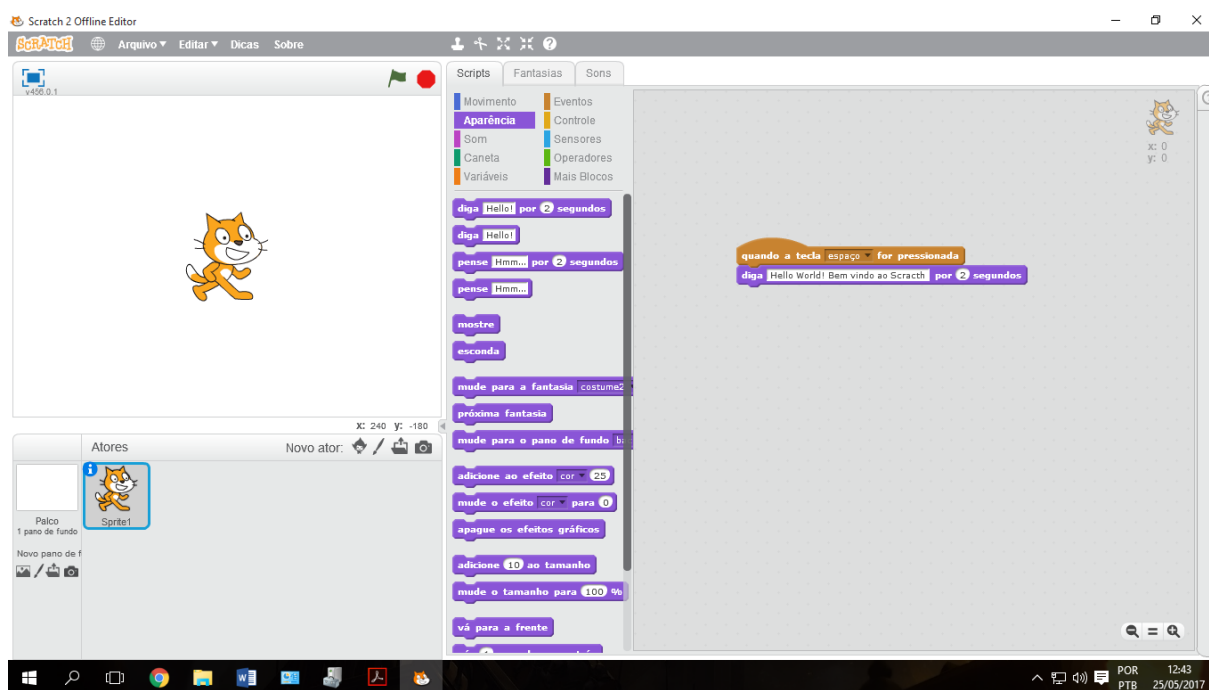 Scratch 2 Offline Editor
SCRATCH Arquivo Editar Dicas Sobre
v456.0.1
X: 240 y: -180
Atores
Novo ator:
Palco
1 pano de fundo
Sprite1
Novo pano de f
Scripts Fantasias Sons
Movimento Eventos
Aparência Controle
Som Sensores
Caneta Operadores
Variáveis Mais Blocos
diga Hello! por 2 segundos
diga Hello!
pense Hmm... por 2 segundos
pense Hmm...
mostre
esconda
mude para a fantasia costume2
próxima fantasia
mude para o pano de fundo
adicione ao efeito cor 25
mude o efeito cor para 0
apague os efeitos gráficos
adicione 10 ao tamanho
mude o tamanho para 100 %
vá para a frente
quando a tecla espaço for pressionada
diga Hello World! Bem vindo ao Scracth por 2 segundos
x: 0
y: 0
POR
PTB
12:43
25/05/2017